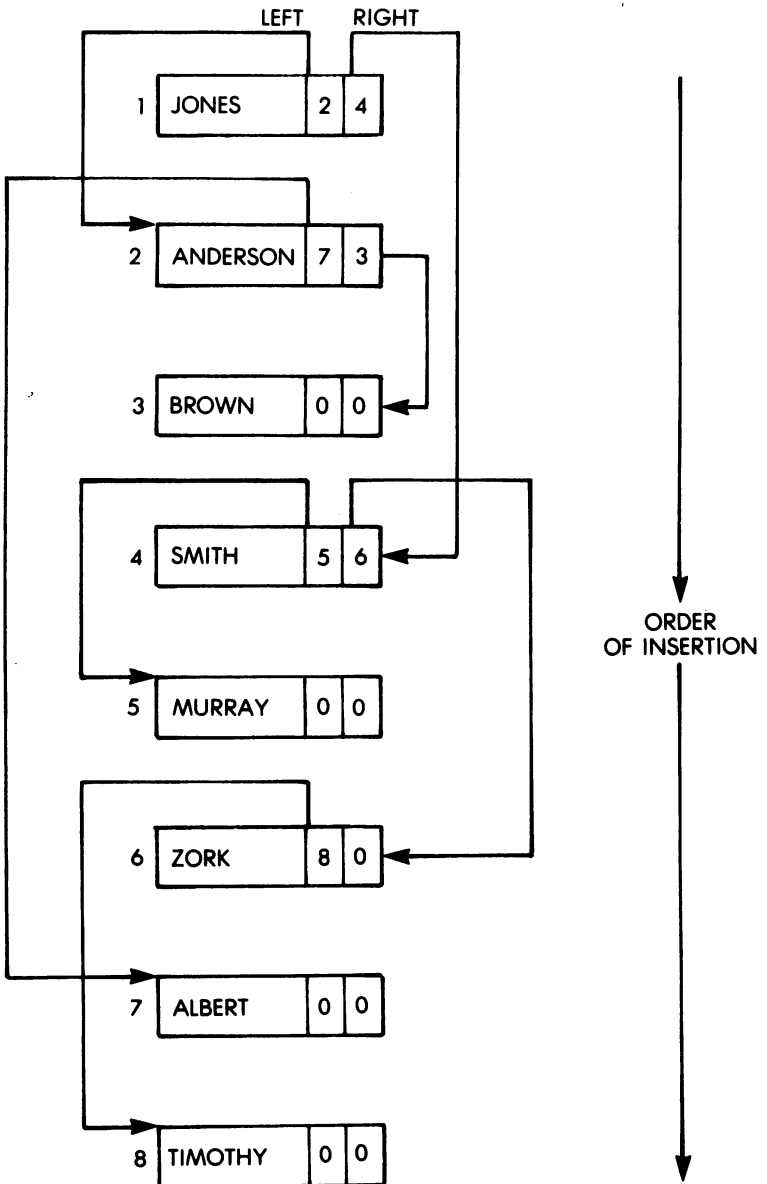 LEFT RIGHT
1 JONES 2 4
2 ANDERSON 7 3
3 BROWN 0 0
4 SMITH 5 6
ORDER
OF INSERTION
5 MURRAY 0 0
6 ZORK 8 0
7 ALBERT 0 0
8 TIMOTHY 0 0